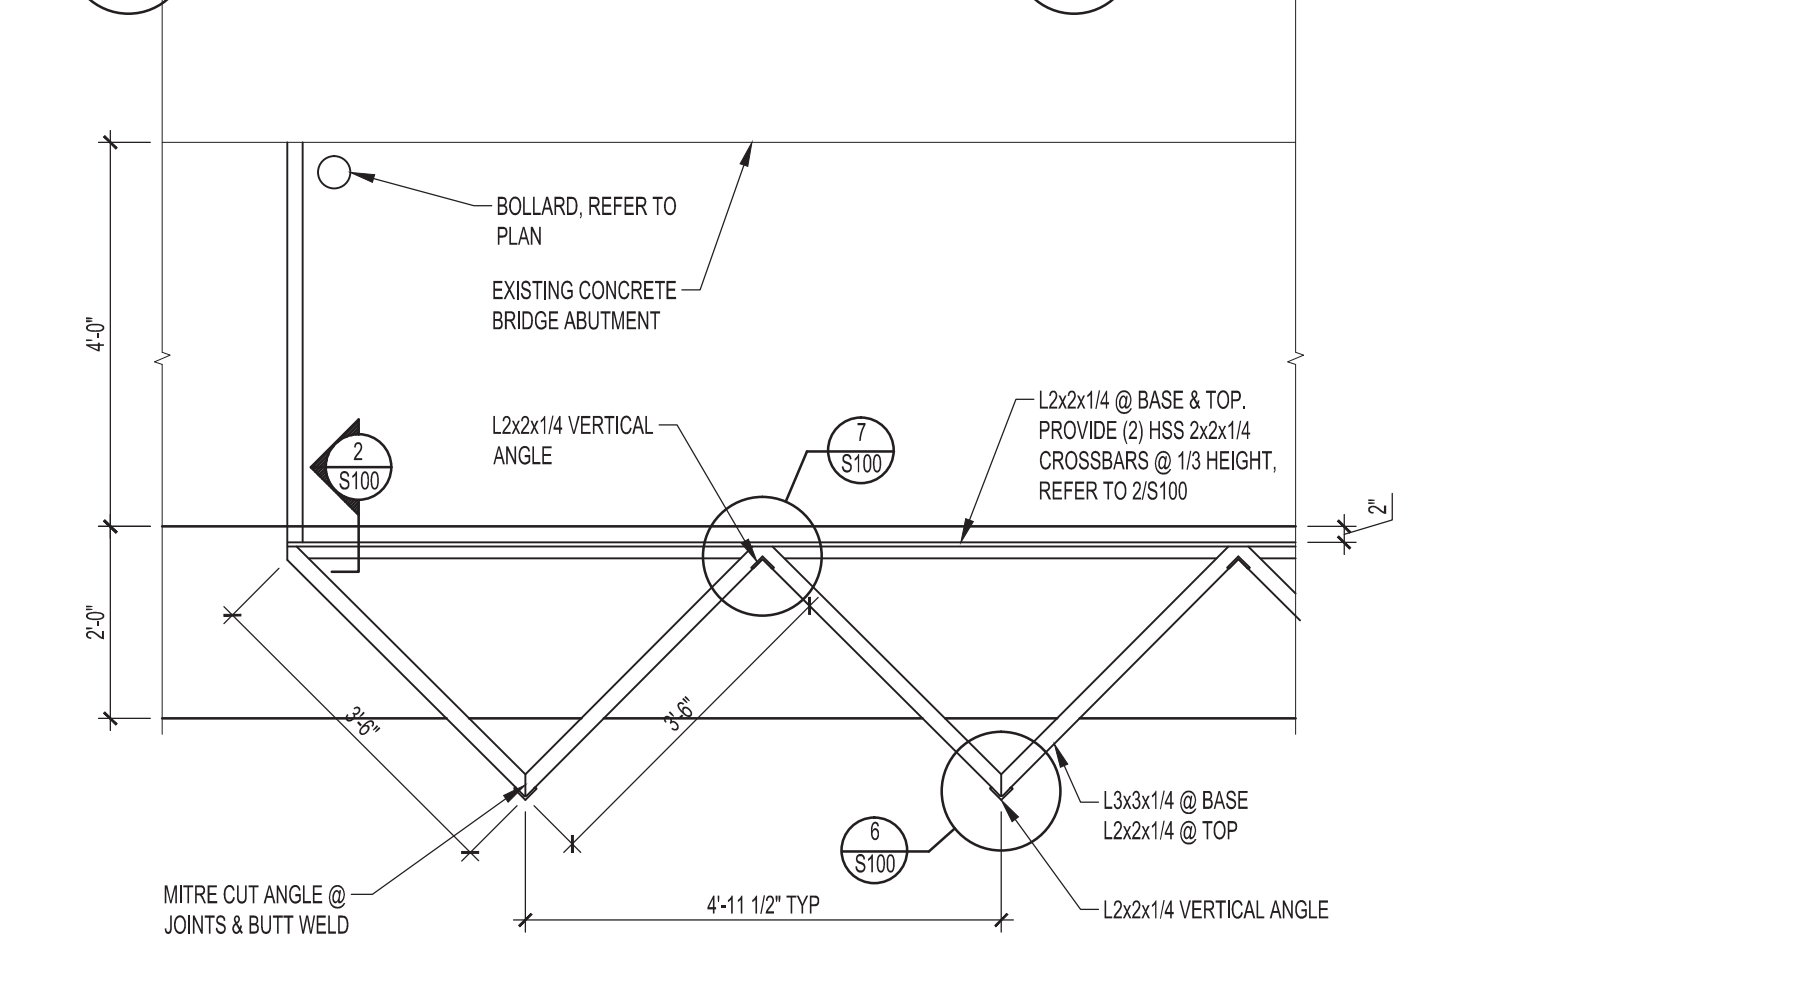 BOLLARD, REFER TO
PLAN
EXISTING CONCRETE
BRIDGE ABUTMENT
4'-0"
L2x2x1/4 @ BASE & TOP.
PROVIDE (2) HSS 2x2x1/4
CROSSBARS @ 1/3 HEIGHT,
REFER TO 2/S100
L2x2x1/4 VERTICAL
ANGLE
7
S100
2
S100
2"
2'-0"
3'-6"
3'-6"
L3x3x1/4 @ BASE
L2x2x1/4 @ TOP
6
S100
MITRE CUT ANGLE @
JOINTS & BUTT WELD
4'-11 1/2" TYP
L2x2x1/4 VERTICAL ANGLE